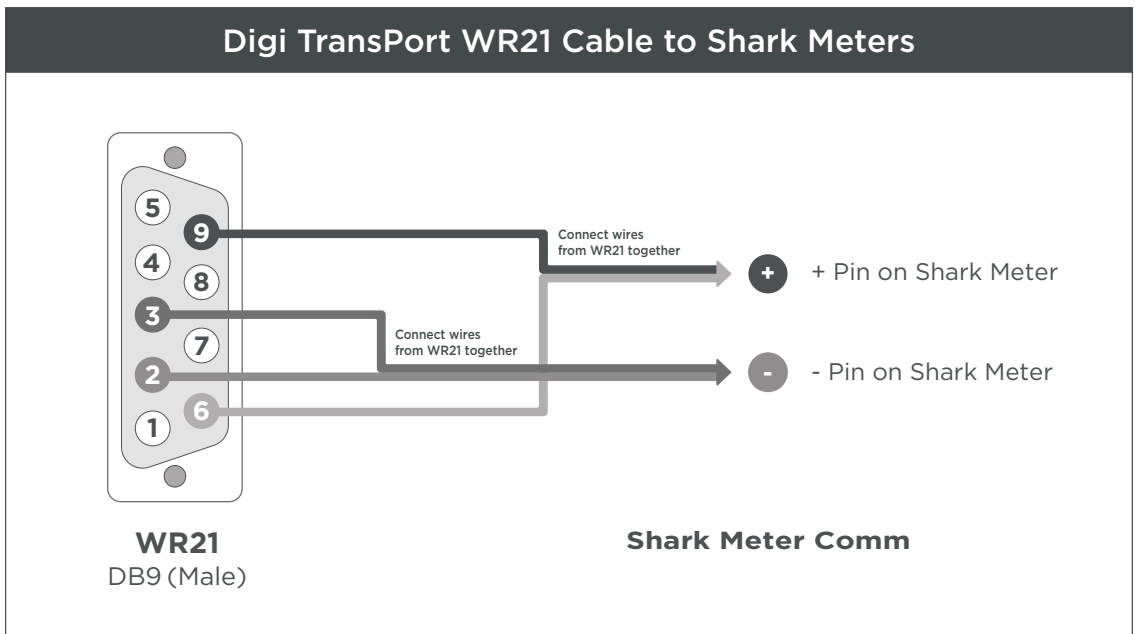 Digi TransPort WR21 Cable to Shark Meters
5
9
4
8
3
7
2
6
1
Connect wires
from WR21 together
+
+ Pin on Shark Meter
Connect wires
from WR21 together
-
- Pin on Shark Meter
WR21
DB9 (Male)
Shark Meter Comm